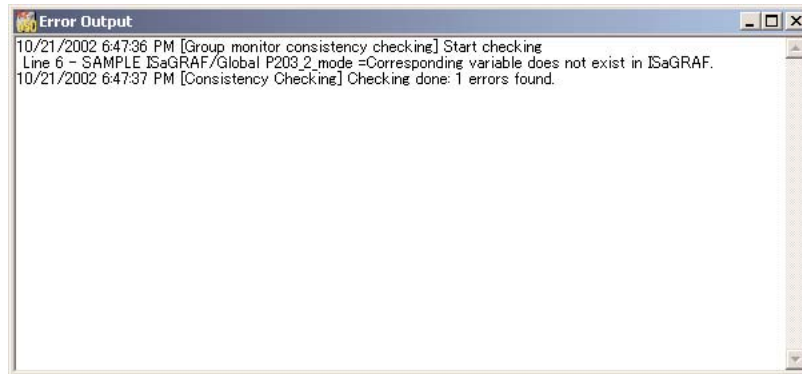 Error Output
10/21/2002 6:47:36 PM [Group monitor consistency checking] Start checking
Line 6 - SAMPLE ISaGRAF/Global P203_2_mode =Corresponding variable does not exist in ISaGRAF.
10/21/2002 6:47:37 PM [Consistency Checking] Checking done: 1 errors found.